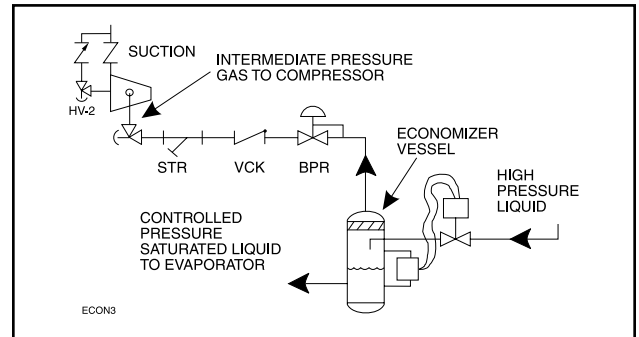 SUCTION
INTERMEDIATE PRESSURE
GAS TO COMPRESSOR
HV-2
STR
VCK
BPR
ECONOMIZER
VESSEL
HIGH
PRESSURE
LIQUID
CONTROLLED
PRESSURE
SATURATED LIQUID
TO EVAPORATOR
ECON3